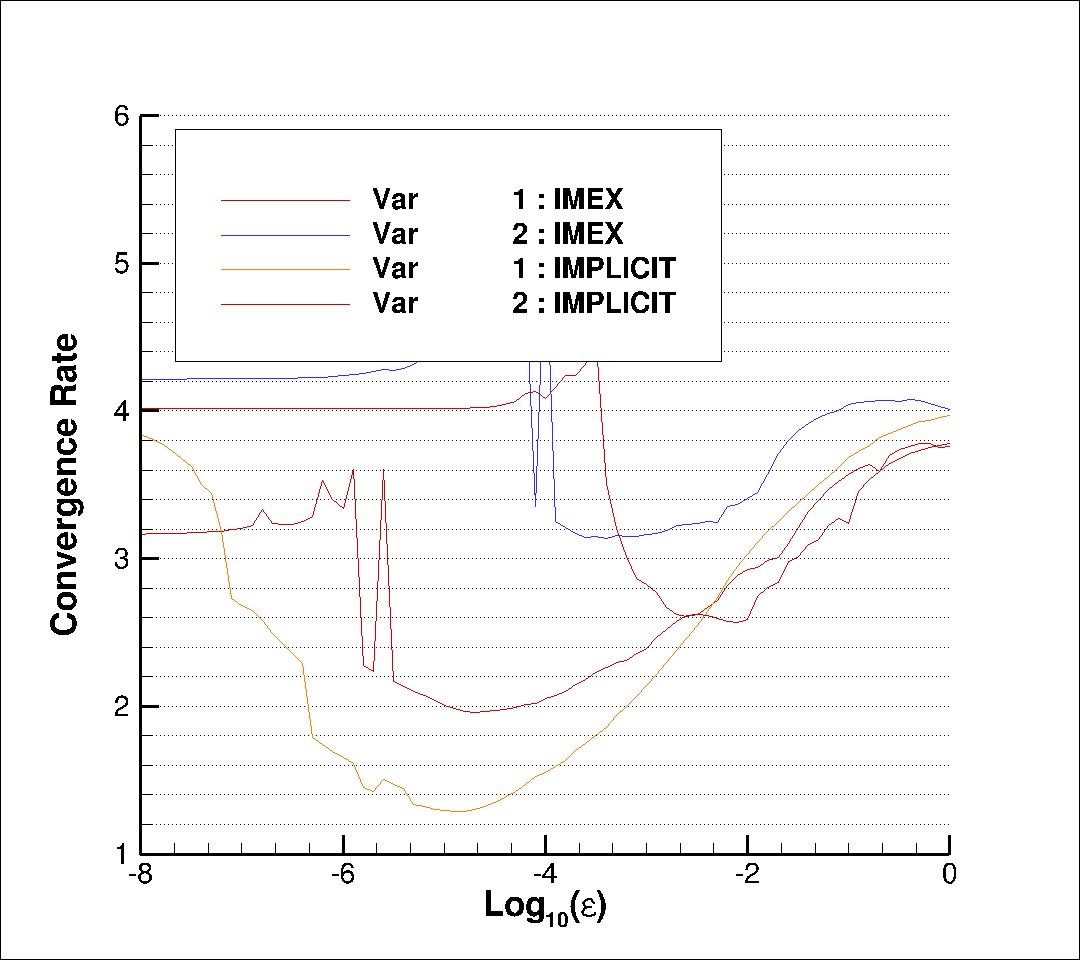 6
Var 1 : IMEX
Var 2 : IMEX
5
Var 1 : IMPLICIT
Var 2 : IMPLICIT
Convergence Rate
4
3
2
1
-8 -6 -4 -2 0
Log10(ε)